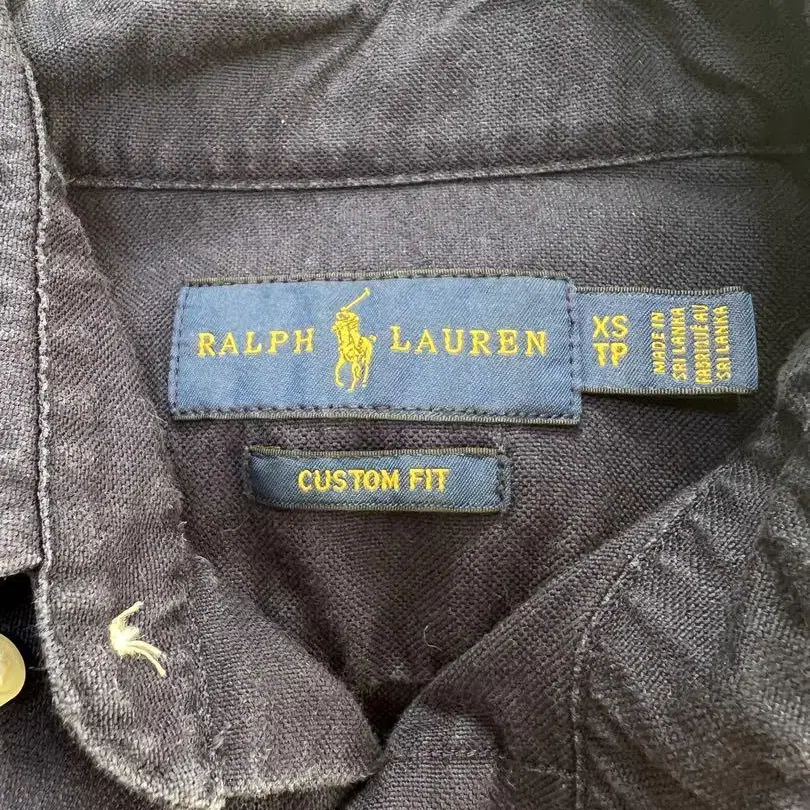 RALPH LAUREN
XS
TP
MADE IN
SRI LANKA
FABRIQUÉ AU
SRI LANKA
CUSTOM FIT